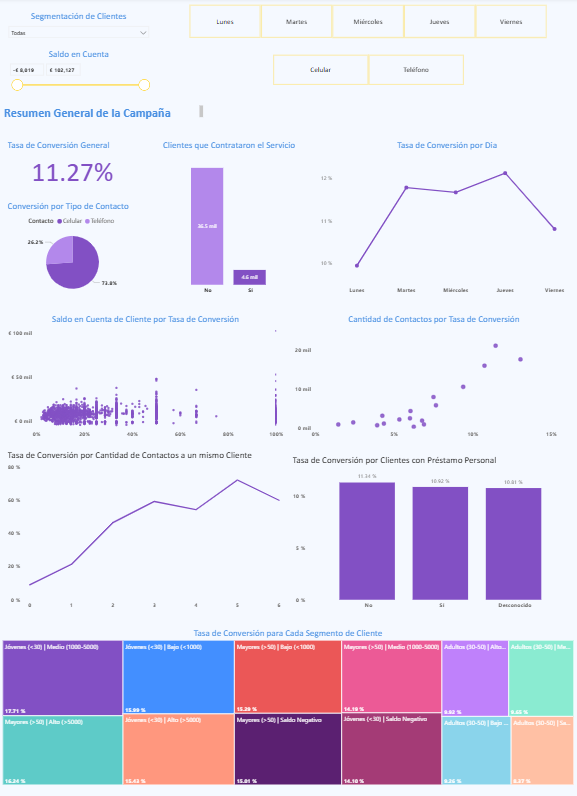 Segmentación de Clientes
Todas
Lunes
Martes
Miércoles
Jueves
Viernes
Saldo en Cuenta
-€ 8,019
€ 102,127
Celular
Teléfono
Resumen General de la Campaña
Tasa de Conversión General
11.27%
Conversión por Tipo de Contacto
Contacto Celular Teléfono
26.2%
73.8%
Clientes que Contrataron el Servicio
36.5 mil
4.6 mil
No
Si
Tasa de Conversión por Día
12 %
11 %
10 %
Lunes
Martes
Miércoles
Jueves
Viernes
Saldo en Cuenta de Cliente por Tasa de Conversión
€ 100 mil
€ 50 mil
€ 0 mil
0%
20%
40%
60%
80%
100%
Cantidad de Contactos por Tasa de Conversión
20 mil
10 mil
0 mil
0%
5%
10%
15%
Tasa de Conversión por Cantidad de Contactos a un mismo Cliente
80 %
60 %
40 %
20 %
0 %
0
1
2
3
4
5
6
Tasa de Conversión por Clientes con Préstamo Personal
10 %
5 %
0 %
11.34 %
10.92 %
10.81 %
No
Si
Desconocido
Tasa de Conversión para Cada Segmento de Cliente
Jóvenes (<30) | Medio (1000-5000)
17.71 %
Jóvenes (<30) | Bajo (<1000)
15.89 %
Mayores (>50) | Bajo (<1000)
15.29 %
Mayores (>50) | Medio (1000-5000)
14.19 %
Adultos (30-50) | Alto...
9.82 %
Adultos (30-50) | Me...
9.65 %
Mayores (>50) | Alto (>5000)
16.24 %
Jóvenes (<30) | Alto (>5000)
15.43 %
Mayores (>50) | Saldo Negativo
15.01 %
Jóvenes (<30) | Saldo Negativo
14.10 %
Adultos (30-50) | Bajo ...
Adultos (30-50) | Sa...